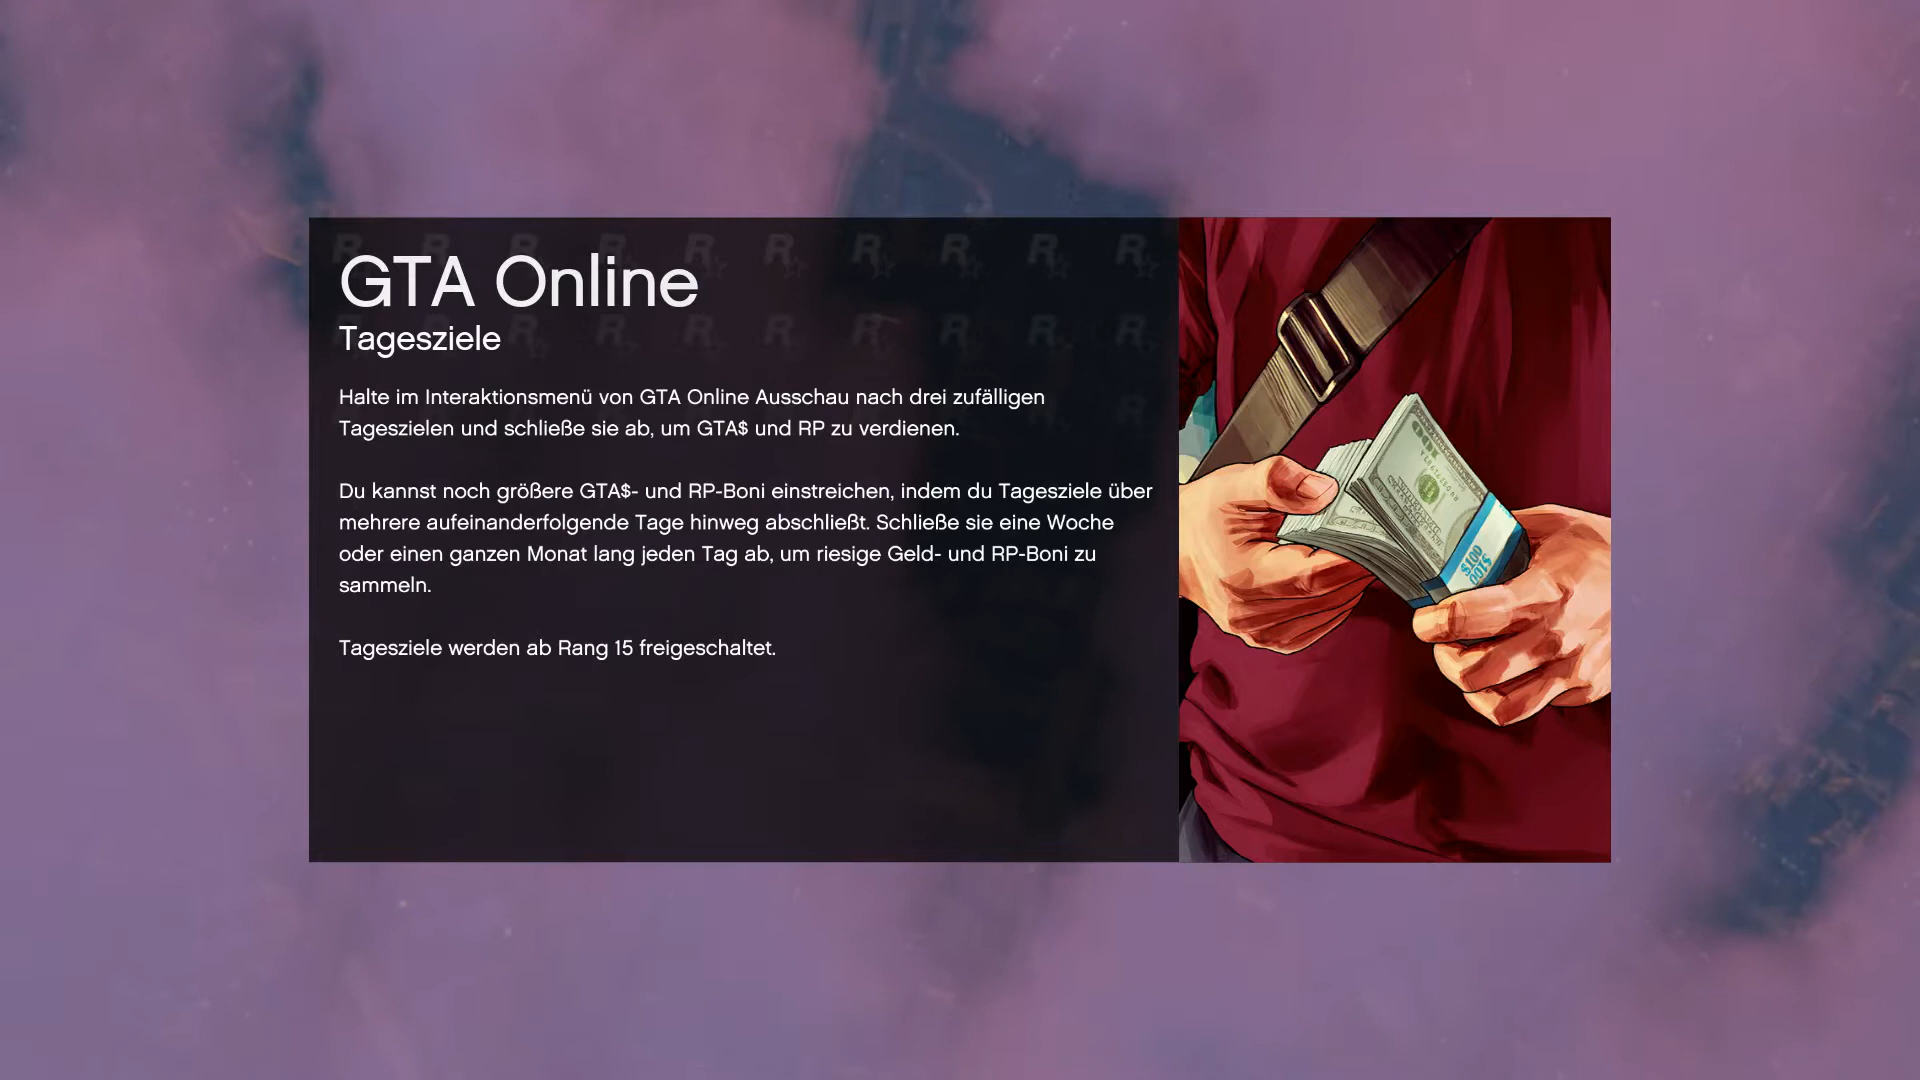 GTA Online
Tagesziele
Halte im Interaktionsmenü von GTA Online Ausschau nach drei zufälligen
Tageszielen und schließe sie ab, um GTA$ und RP zu verdienen.
Du kannst noch größere GTA$- und RP-Boni einstreichen, indem du Tagesziele über
mehrere aufeinanderfolgende Tage hinweg abschließt. Schließe sie eine Woche
oder einen ganzen Monat lang jeden Tag ab, um riesige Geld- und RP-Boni zu
sammeln.
Tagesziele werden ab Rang 15 freigeschaltet.